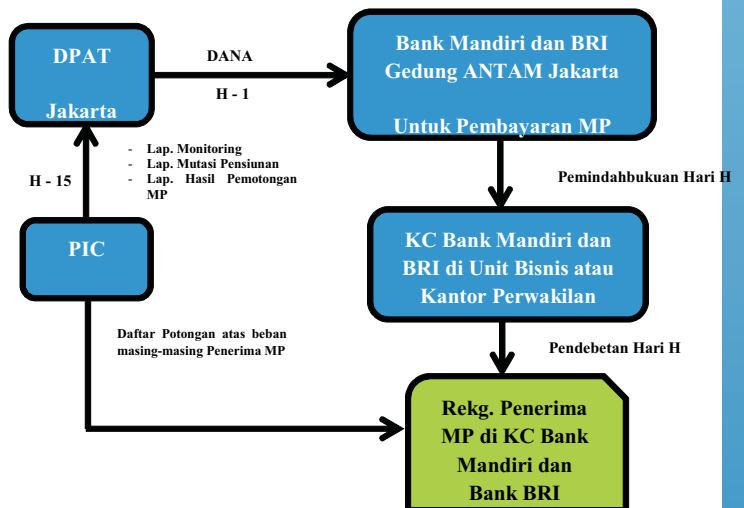 DPAT
Jakarta
DANA
H - 1
Bank Mandiri dan BRI
Gedung ANTAM Jakarta
Untuk Pembayaran MP
H - 15
- Lap. Monitoring
- Lap. Mutasi Pensiunan
- Lap. Hasil Pemotongan
MP
Pemindahbukuan Hari H
PIC
KC Bank Mandiri dan
BRI di Unit Bisnis atau
Kantor Perwakilan
Daftar Potongan atas beban
masing-masing Penerima MP
Pendebetan Hari H
Rekg. Penerima
MP di KC Bank
Mandiri dan
Bank BRI